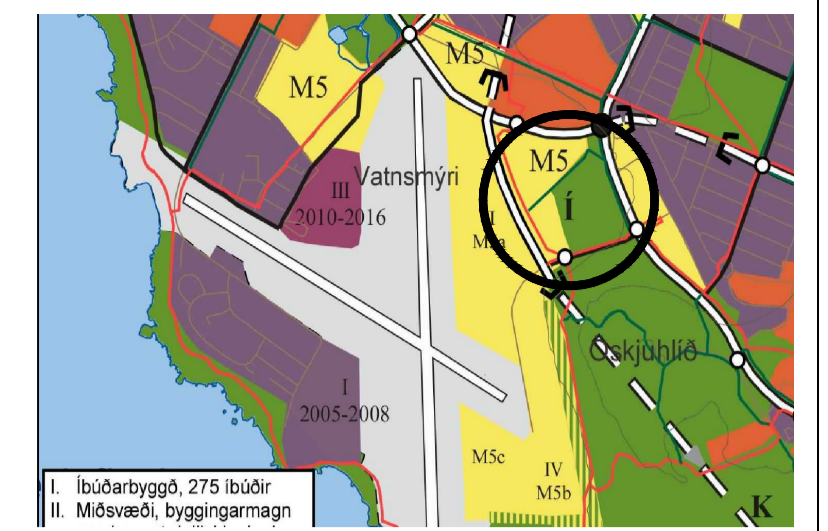 M5
M5
M5
Vatnsmýri
III
2010-2016
Í
I
M5a
Öskjuhlíð
I
2005-2008
M5c
IV
M5b
K
I. Íbúðarbyggð, 275 íbúðir
II. Miðsvæði, byggingarmagn